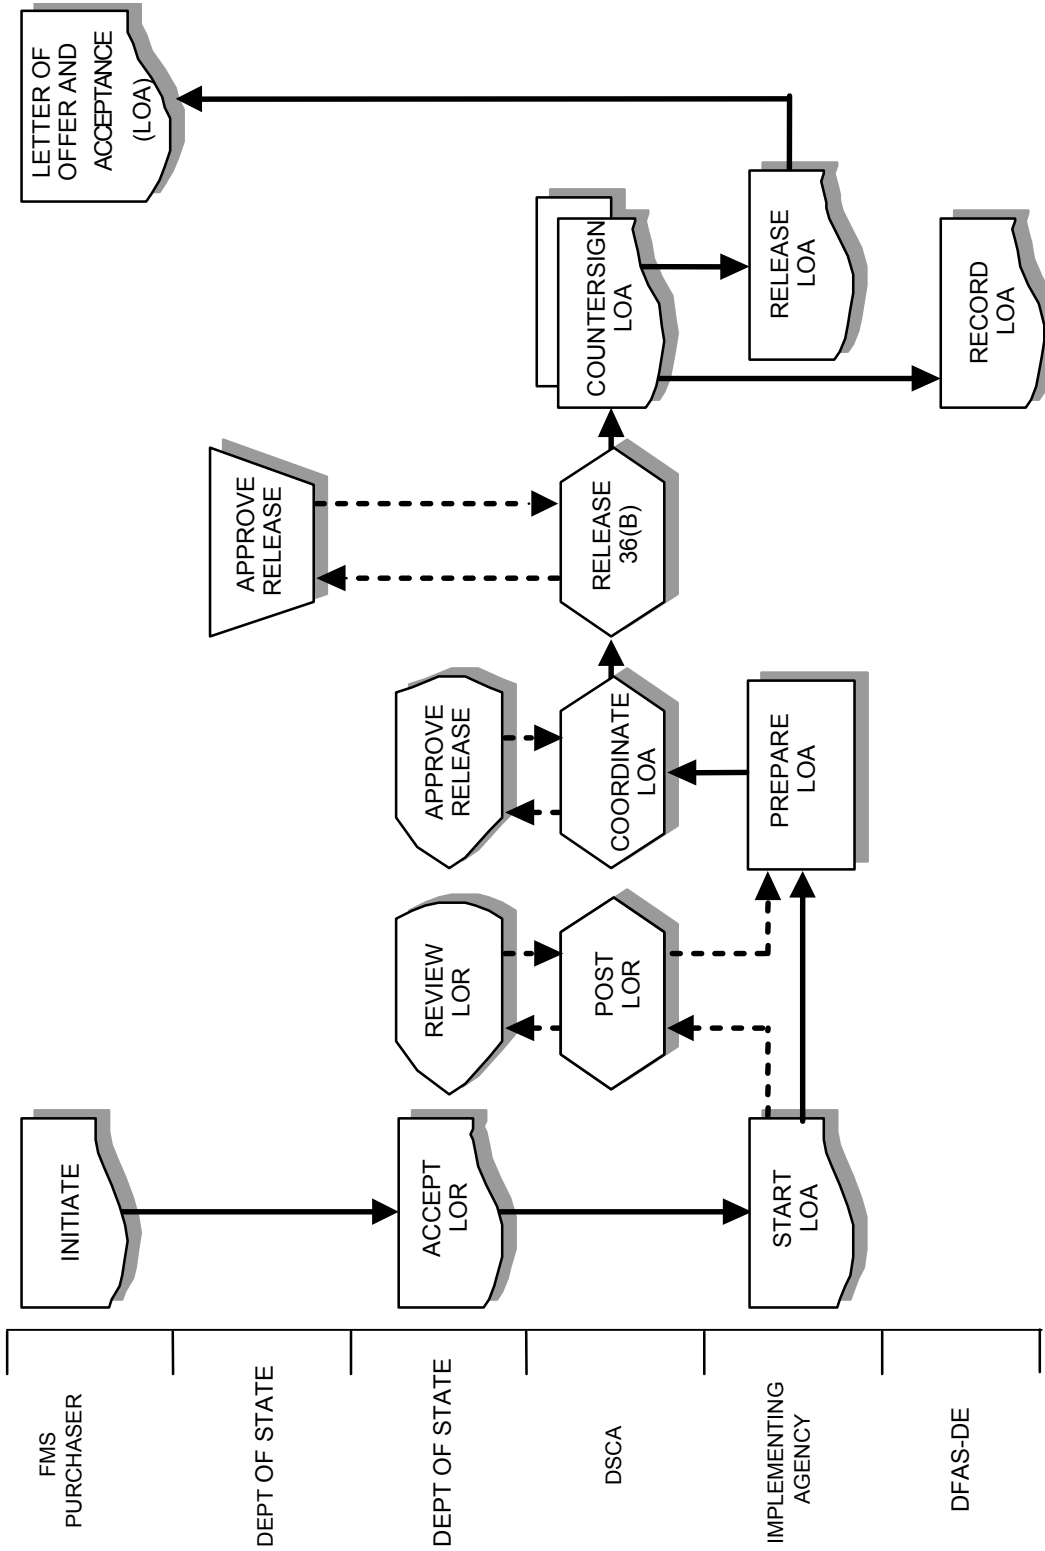 FMS
PURCHASER
INITIATE
LETTER OF
OFFER AND
ACCEPTANCE
(LOA)
DEPT OF STATE
APPROVE
RELEASE
DEPT OF STATE
ACCEPT
LOR
REVIEW
LOR
APPROVE
RELEASE
DSCA
POST
LOR
COORDINATE
LOA
RELEASE
36(B)
COUNTERSIGN
LOA
IMPLEMENTING
AGENCY
START
LOA
PREPARE
LOA
RELEASE
LOA
DFAS-DE
RECORD
LOA